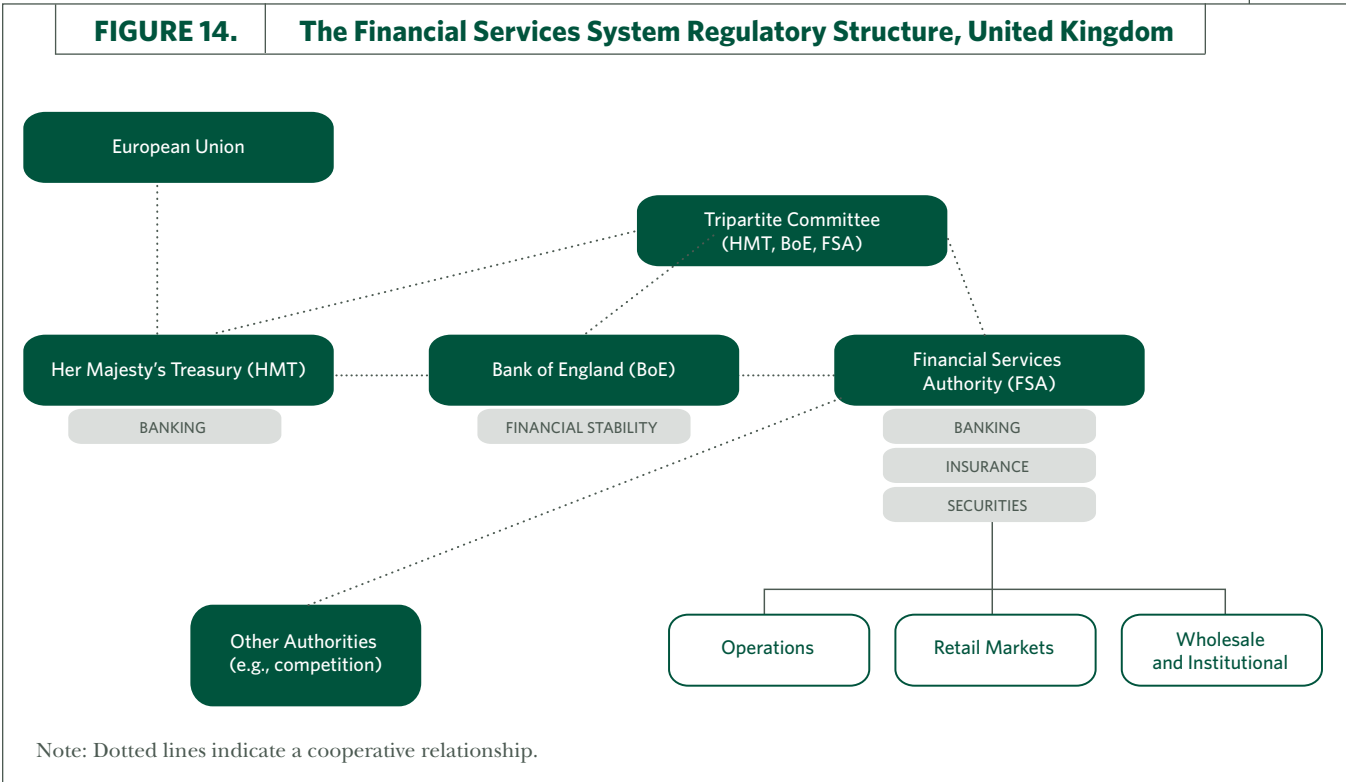 FIGURE 14. The Financial Services System Regulatory Structure, United Kingdom
European Union
Tripartite Committee
(HMT, BoE, FSA)
Her Majesty’s Treasury (HMT)
BANKING
Bank of England (BoE)
FINANCIAL STABILITY
Financial Services
Authority (FSA)
BANKING
INSURANCE
SECURITIES
Other Authorities
(e.g., competition)
Operations
Retail Markets
Wholesale
and Institutional
Note: Dotted lines indicate a cooperative relationship.